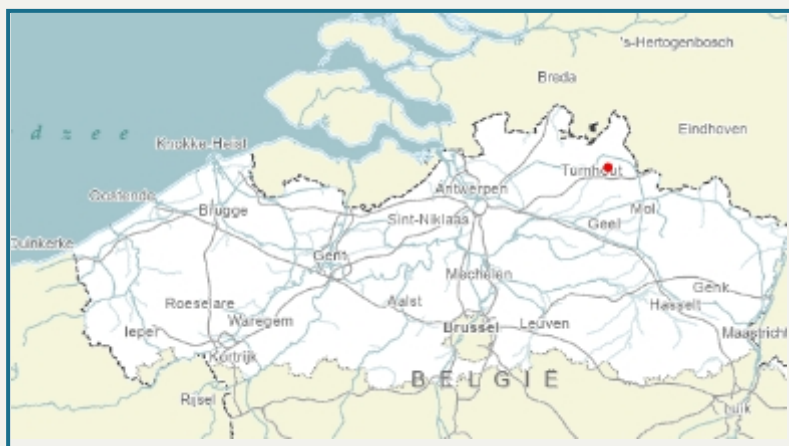 's-Hertogenbosch
Breda
Eindhoven
d z e e
Knokke-Heist
Turnhout
Oostende
Antwerpen
Brugge
Sint-Niklaas
Mol
Geel
Duinkerke
Gent
Mechelen
Genk
Roeselare
Aalst
Hasselt
Ieper
Waregem
Brussel
Leuven
Maastricht
Kortrijk
BELGIË
Rijsel
Luik